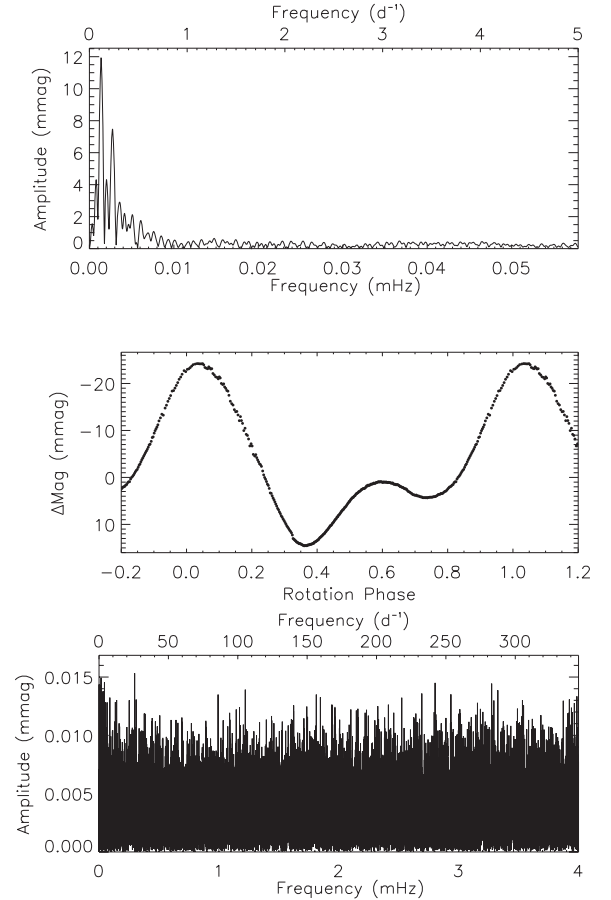 Frequency (d⁻¹)
0 1 2 3 4 5
12
10
8
6
4
2
0
Amplitude (mmag)
0.00 0.01 0.02 0.03 0.04 0.05
Frequency (mHz)
−20
−10
0
10
ΔMag (mmag)
−0.2 0.0 0.2 0.4 0.6 0.8 1.0 1.2
Rotation Phase
Frequency (d⁻¹)
0 50 100 150 200 250 300
0.015
0.010
0.005
0.000
Amplitude (mmag)
0 1 2 3 4
Frequency (mHz)